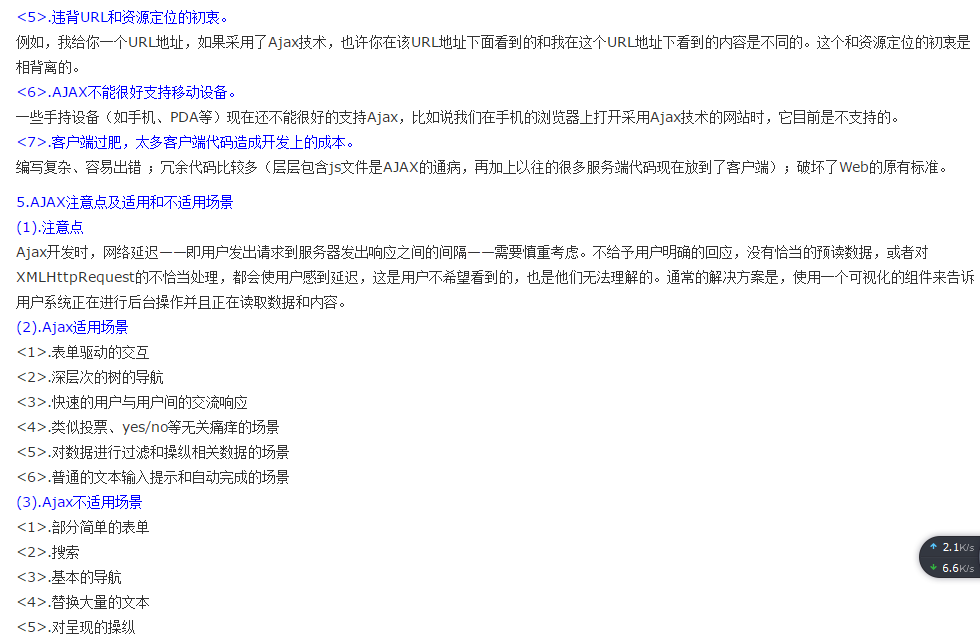 <5>.违背URL和资源定位的初衷。
例如，我给你一个URL地址，如果采用了Ajax技术，也许你在该URL地址下面看到的和我在这个URL地址下看到的内容是不同的。这个和资源定位的初衷是
相背离的。
<6>.AJAX不能很好支持移动设备。
一些手持设备（如手机、PDA等）现在还不能很好的支持Ajax，比如说我们在手机的浏览器上打开采用Ajax技术的网站时，它目前是不支持的。
<7>.客户端过肥，太多客户端代码造成开发上的成本。
编写复杂、容易出错 ；冗余代码比较多（层层包含js文件是AJAX的通病，再加上以往的很多服务端代码现在放到了客户端）；破坏了Web的原有标准。
5.AJAX注意点及适用和不适用场景
(1).注意点
Ajax开发时，网络延迟——即用户发出请求到服务器发出响应之间的间隔——需要慎重考虑。不给予用户明确的回应，没有恰当的预读数据，或者对
XMLHttpRequest的不恰当处理，都会使用户感到延迟，这是用户不希望看到的，也是他们无法理解的。通常的解决方案是，使用一个可视化的组件来告诉
用户系统正在进行后台操作并且正在读取数据和内容。
(2).Ajax适用场景
<1>.表单驱动的交互
<2>.深层次的树的导航
<3>.快速的用户与用户间的交流响应
<4>.类似投票、yes/no等无关痛痒的场景
<5>.对数据进行过滤和操纵相关数据的场景
<6>.普通的文本输入提示和自动完成的场景
(3).Ajax不适用场景
<1>.部分简单的表单
<2>.搜索
<3>.基本的导航
<4>.替换大量的文本
<5>.对呈现的操纵
2.1K/s
6.6K/s